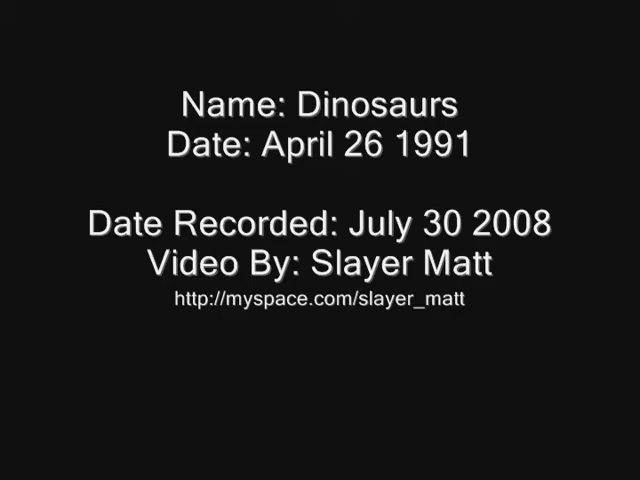 Name: Dinosaurs
Date: April 26 1991
Date Recorded: July 30 2008
Video By: Slayer Matt
http://myspace.com/slayer_matt